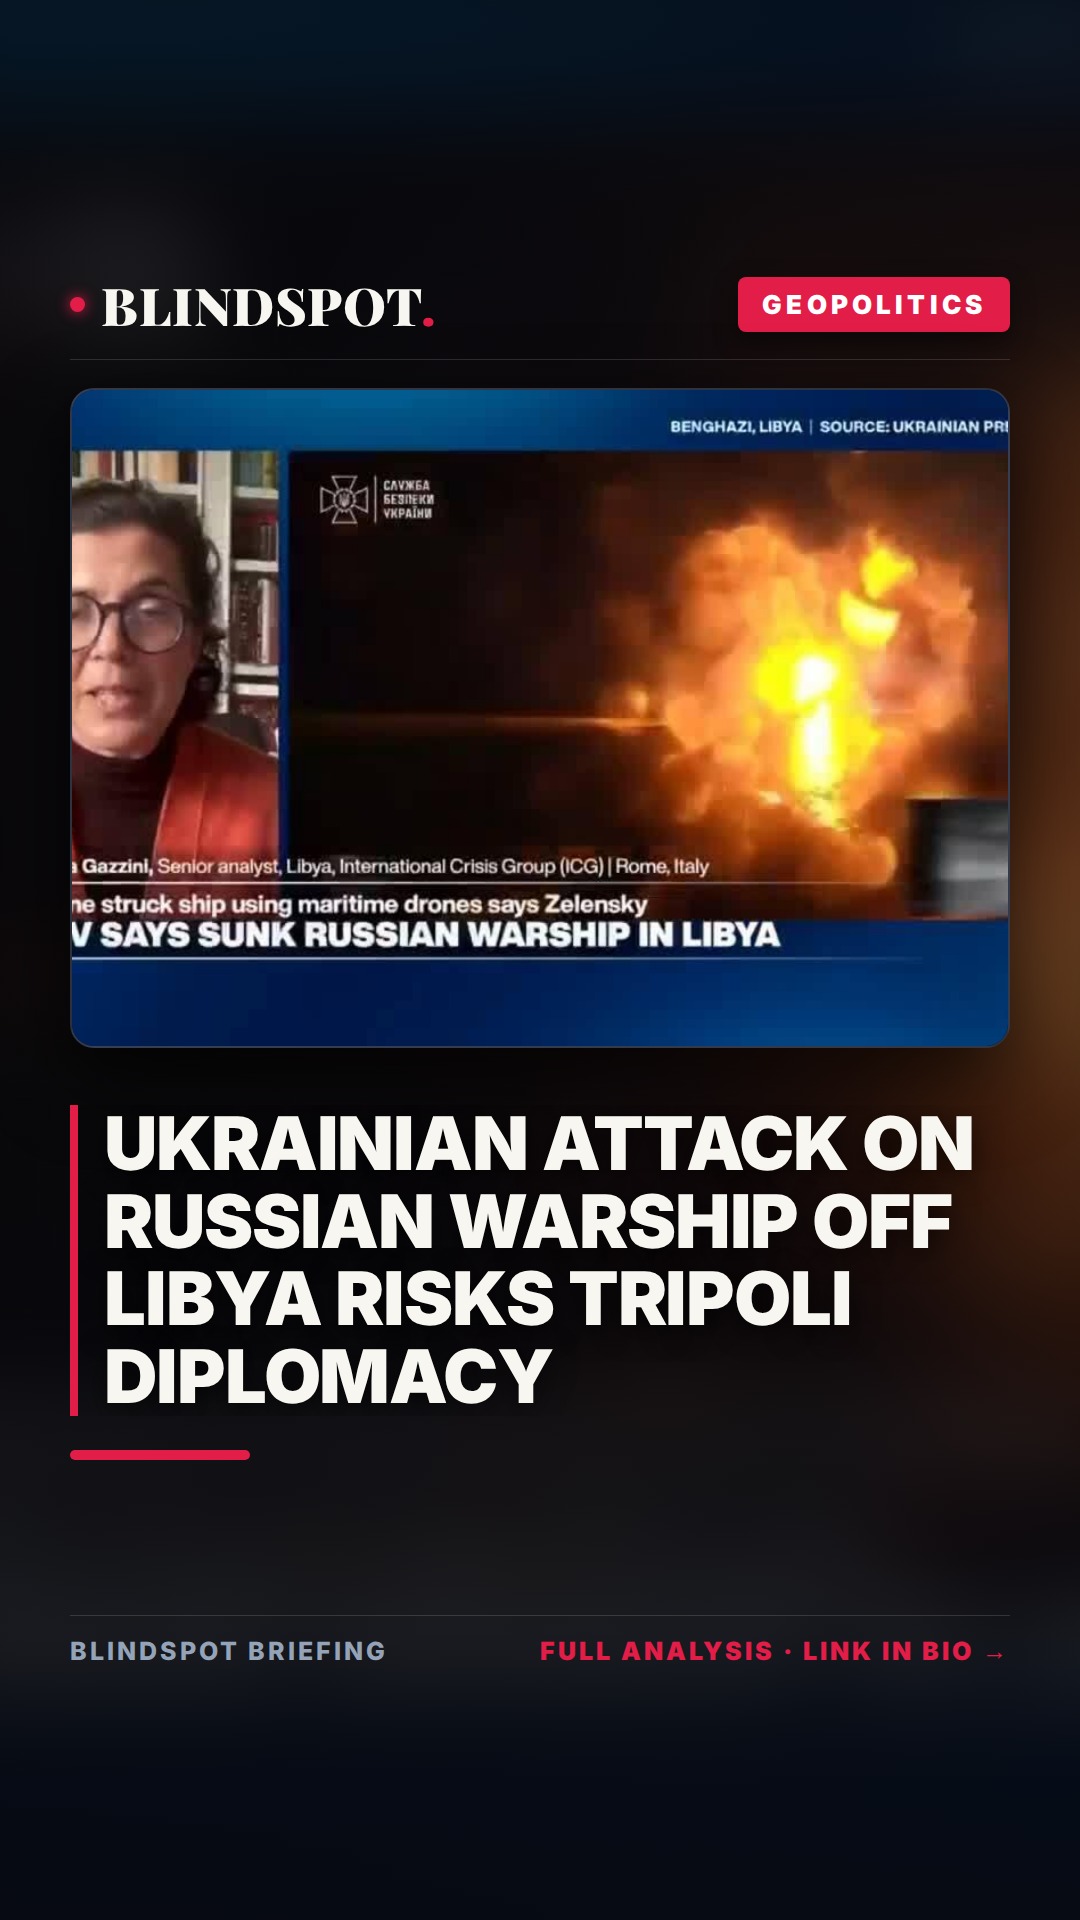 BLINDSPOT.
GEOPOLITICS
BENGHAZI, LIBYA | SOURCE: UKRAINIAN
СЛУЖБА
БЕЗПЕКИ
УКРАЇНИ
Gazzini, Senior analyst, Libya, International Crisis Group (ICG) | Rome, Italy
struck ship using maritime drones says Zelensky
SAYS SUNK RUSSIAN WARSHIP IN LIBYA
UKRAINIAN ATTACK ON
RUSSIAN WARSHIP OFF
LIBYA RISKS TRIPOLI
DIPLOMACY
BLINDSPOT BRIEFING
FULL ANALYSIS · LINK IN BIO →